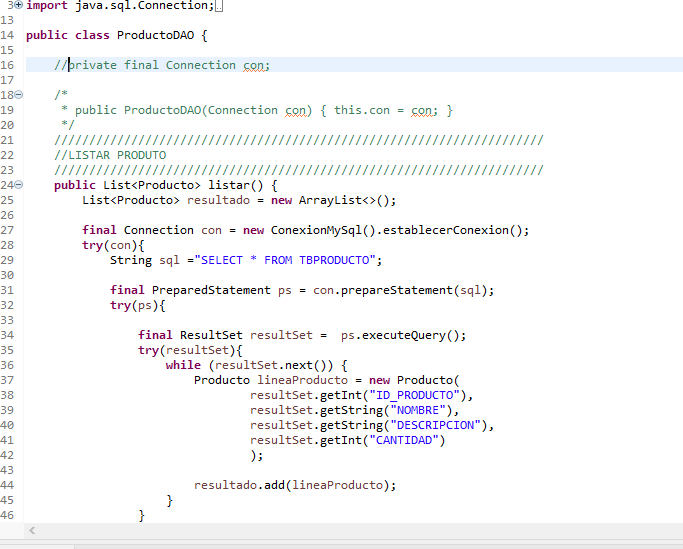 3 import java.sql.Connection;
13
14 public class ProductoDAO {
15
16     //private final Connection con;
17
18     /*
19      * public ProductoDAO(Connection con) { this.con = con; }
20      */
21     //////////////////////////////////////////////////////////////////////
22     //LISTAR PRODUTO
23     //////////////////////////////////////////////////////////////////////
24     public List<Producto> listar() {
25         List<Producto> resultado = new ArrayList<>();
26
27         final Connection con = new ConexionMySql().establecerConexion();
28         try(con){
29             String sql ="SELECT * FROM TBPRODUCTO";
30
31             final PreparedStatement ps = con.prepareStatement(sql);
32             try(ps){
33
34                 final ResultSet resultSet =  ps.executeQuery();
35                 try(resultSet){
36                     while (resultSet.next()) {
37                         Producto lineaProducto = new Producto(
38                                 resultSet.getInt("ID_PRODUCTO"),
39                                 resultSet.getString("NOMBRE"),
40                                 resultSet.getString("DESCRIPCION"),
41                                 resultSet.getInt("CANTIDAD")
42                                 );
43
44                         resultado.add(lineaProducto);
45                     }
46                 }